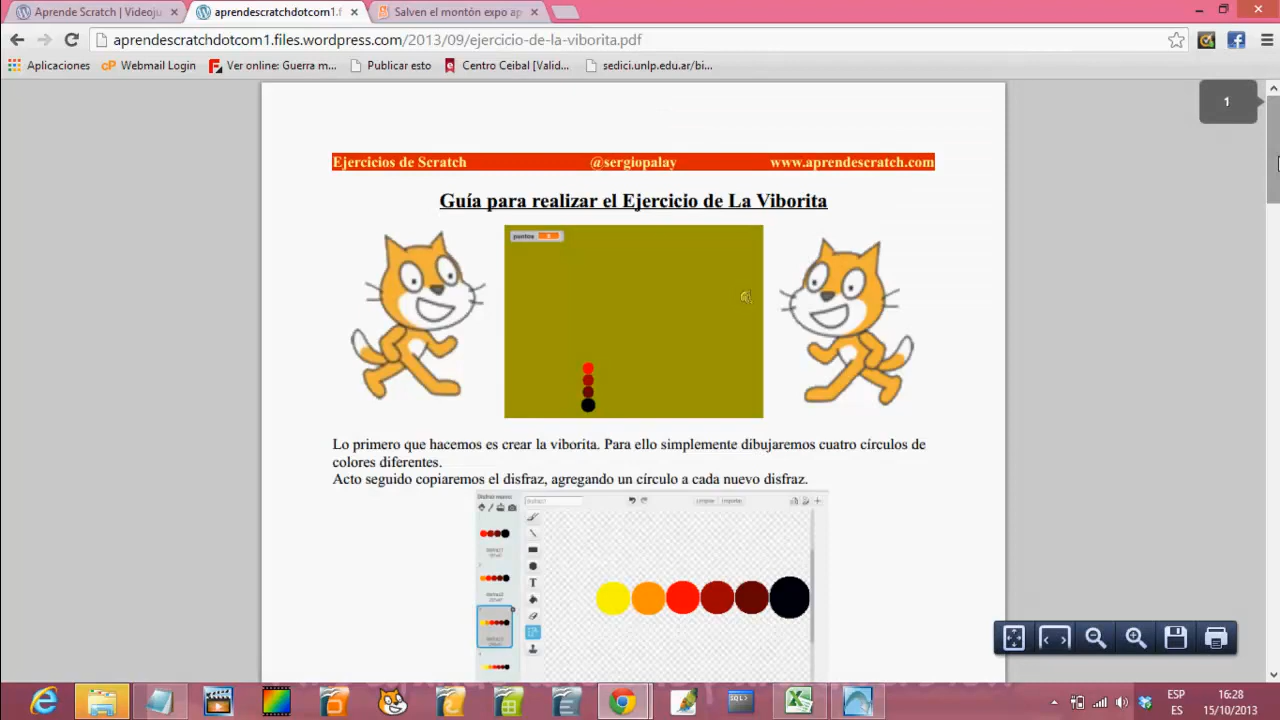 Aprende Scratch | Videoju
aprendescratchdotcom1.f
Salven el montón expo ap
aprendescratchdotcom1.files.wordpress.com/2013/09/ejercicio-de-la-viborita.pdf
Aplicaciones
Webmail Login
Ver online: Guerra m...
Publicar esto
Centro Ceibal [Valid...
sedici.unlp.edu.ar/bi...
1
Ejercicios de Scratch @sergiopalay www.aprendescratch.com
Guía para realizar el Ejercicio de La Viborita
puntos
Lo primero que hacemos es crear la viborita. Para ello simplemente dibujaremos cuatro círculos de
colores diferentes.
Acto seguido copiaremos el disfraz, agregando un círculo a cada nuevo disfraz.
T
ESP
ES
16:28
15/10/2013